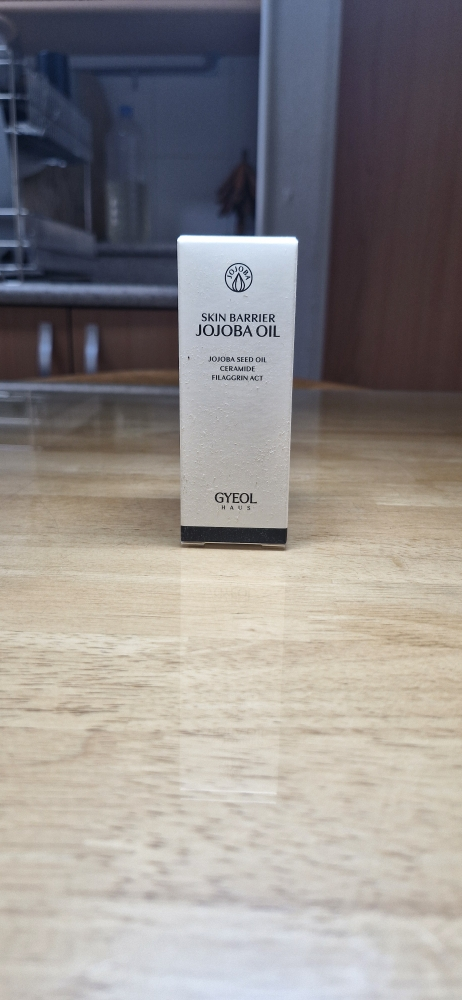 JOJOBA
SKIN BARRIER
JOJOBA OIL
JOJOBA SEED OIL
CERAMIDE
FILAGGRIN ACT
GYEOL
HAUS